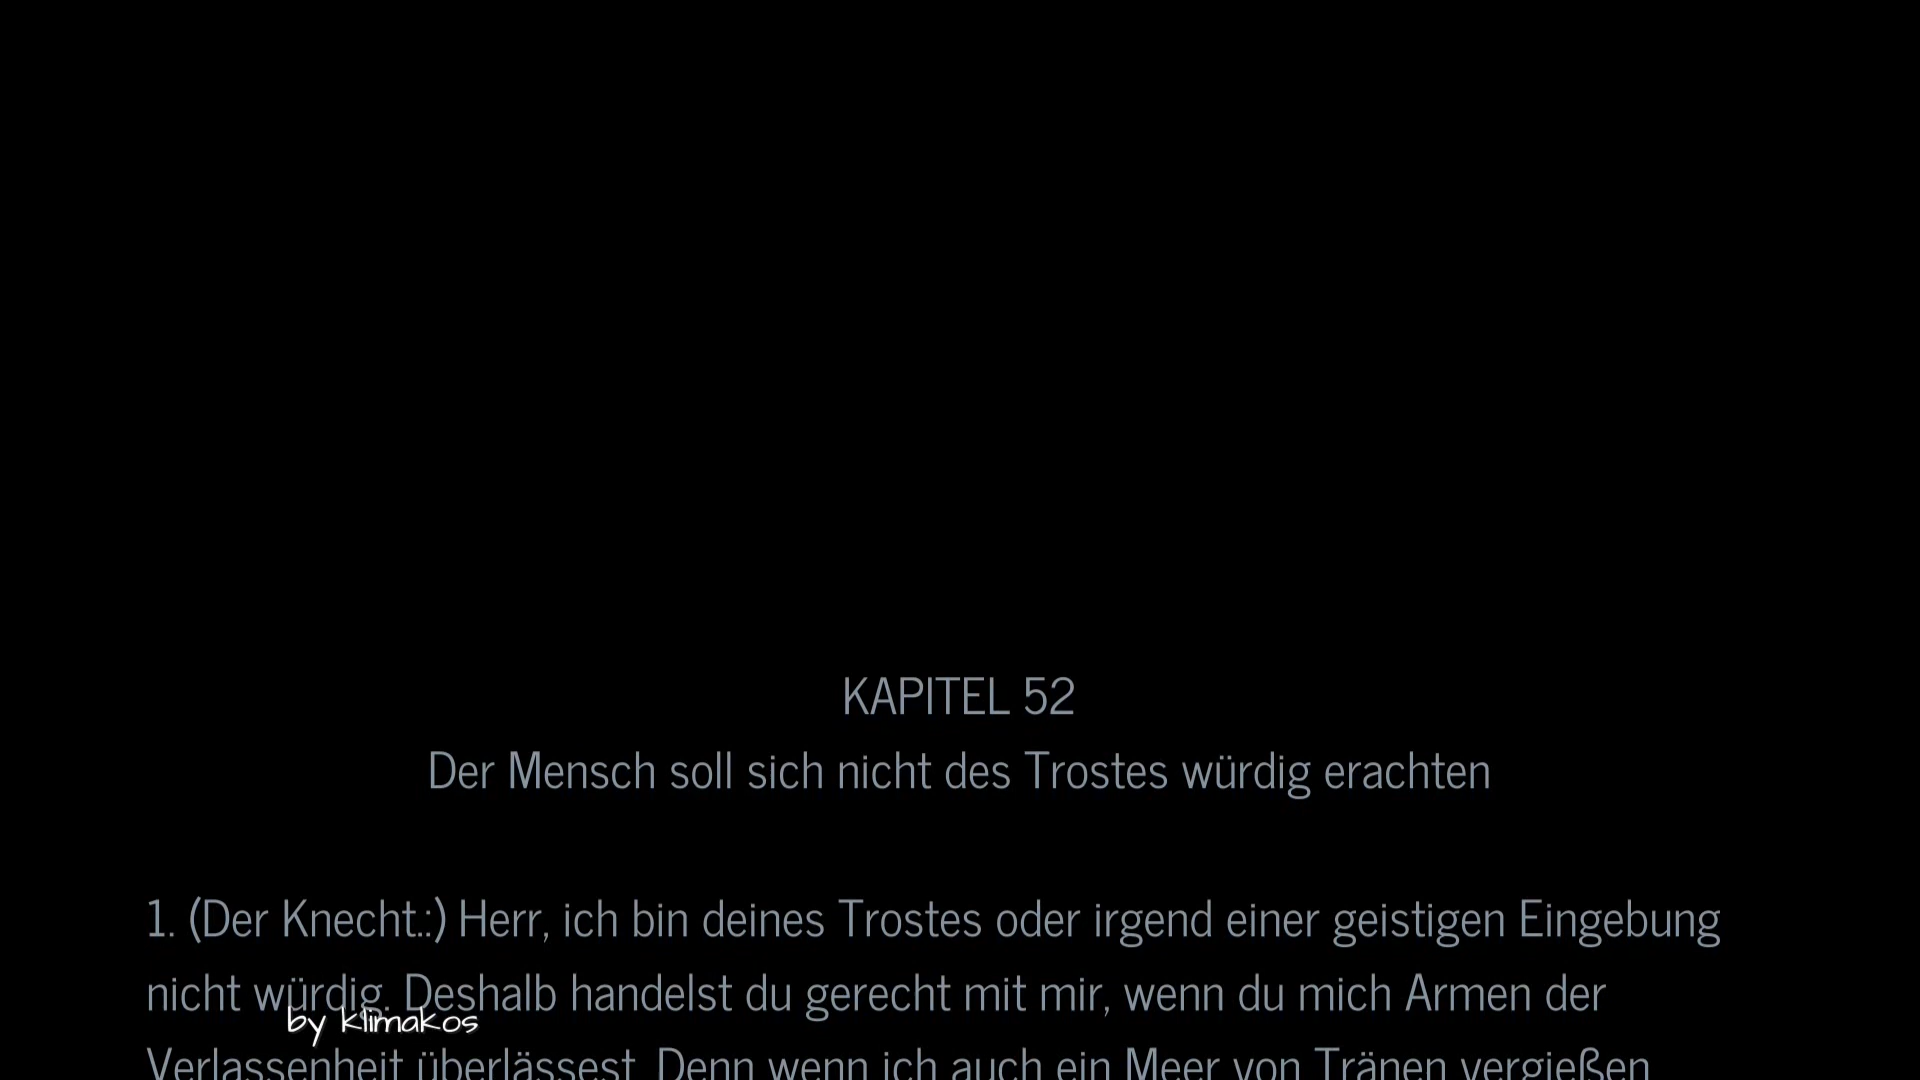 KAPITEL 52
Der Mensch soll sich nicht des Trostes würdig erachten
1. (Der Knecht.:) Herr, ich bin deines Trostes oder irgend einer geistigen Eingebung
nicht würdig. Deshalb handelst du gerecht mit mir, wenn du mich Armen der
by klimakos
Verlassenheit überlässest. Denn wenn ich auch ein Meer von Tränen vergießen